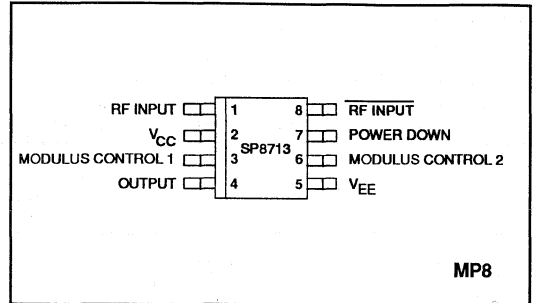 RF INPUT 1 8 RF INPUT
VCC 2 7 POWER DOWN
SP8713
MODULUS CONTROL 1 3 6 MODULUS CONTROL 2
OUTPUT 4 5 VEE
MP8